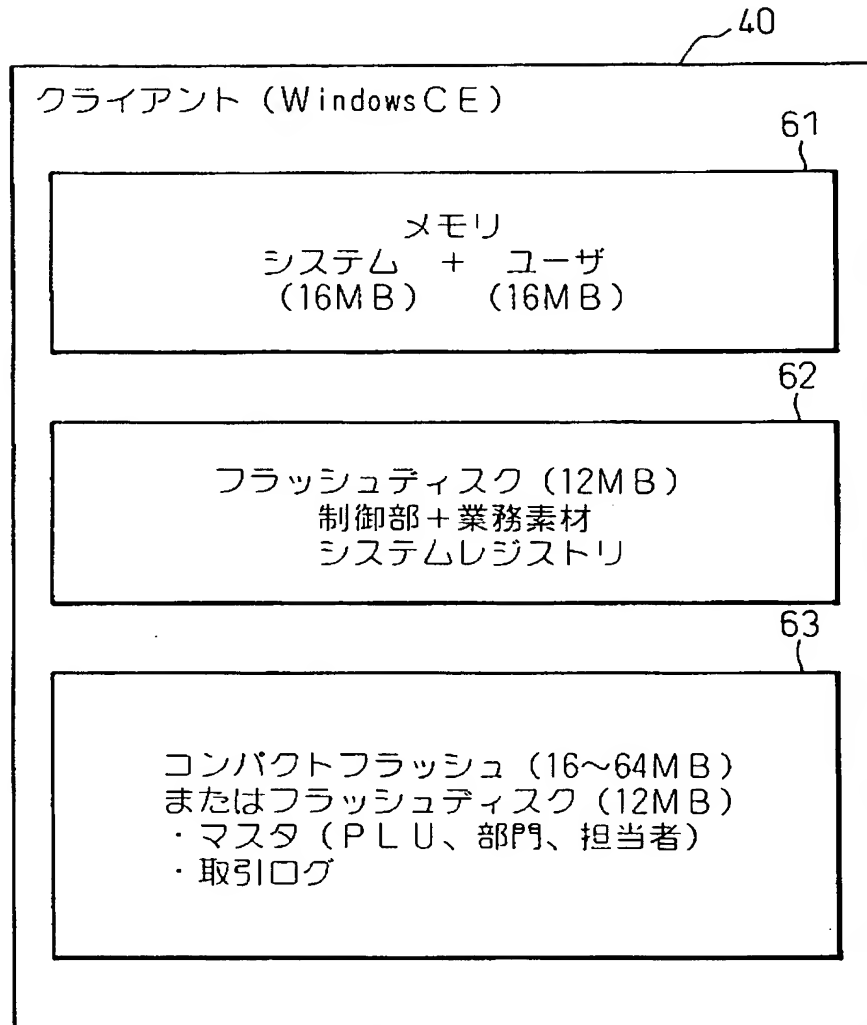 40
クライアント（WindowsＣＥ）
61
メモリ
システム ＋ ユーザ
（16ＭＢ） （16ＭＢ）
62
フラッシュディスク（12ＭＢ）
制御部＋業務素材
システムレジストリ
63
コンパクトフラッシュ（16～64ＭＢ）
またはフラッシュディスク（12ＭＢ）
・マスタ（ＰＬＵ、部門、担当者）
・取引ログ